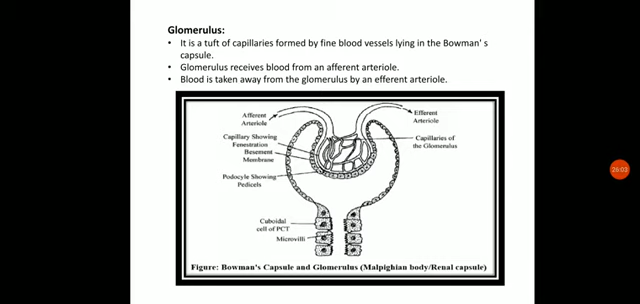 Glomerulus:
• It is a tuft of capillaries formed by fine blood vessels lying in the Bowman' s
capsule.
• Glomerulus receives blood from an afferent arteriole.
• Blood is taken away from the glomerulus by an efferent arteriole.
Afferent
Arteriole
Efferent
Arteriole
Capillary Showing
Fenestration
Besement
Membrane
Capillaries of
the Glomerulus
Podocyle Showing
Pedicels
Cuboidal
cell of PCT
Microvilli
Figure: Bowman's Capsule and Glomerulus (Malpighian body/Renal capsule)
26:03